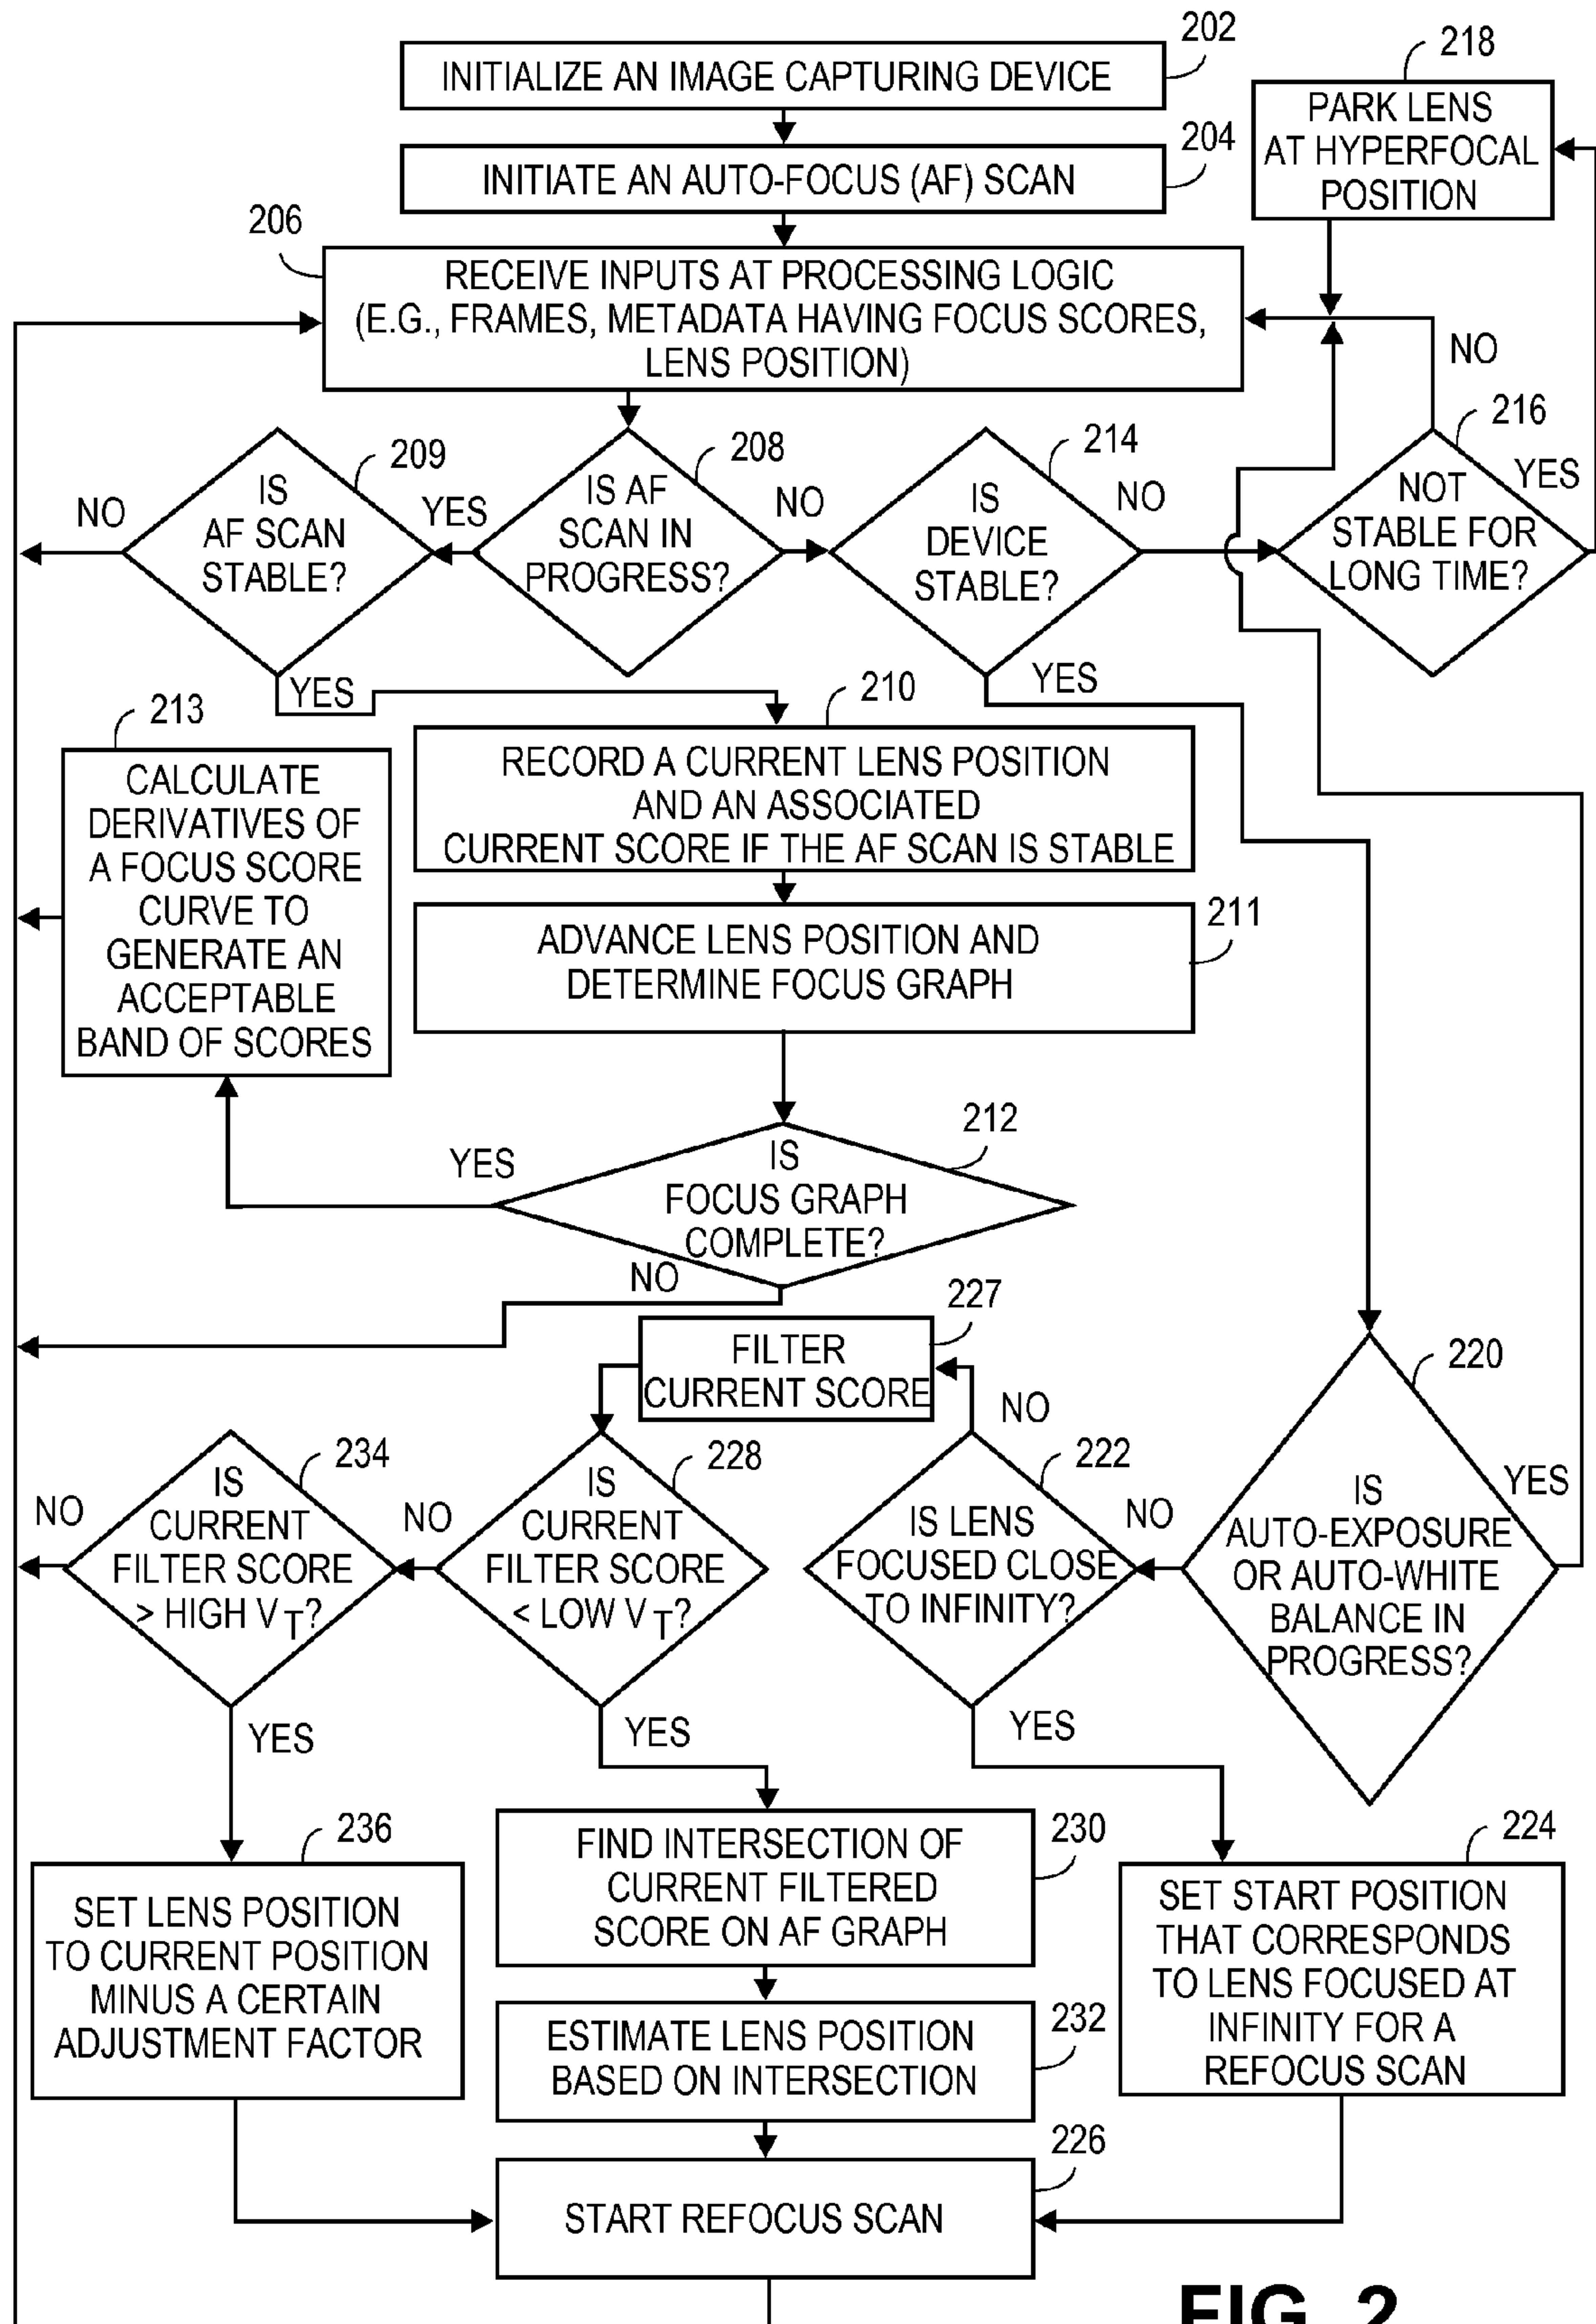 202
INITIALIZE AN IMAGE CAPTURING DEVICE
204
INITIATE AN AUTO-FOCUS (AF) SCAN
218
PARK LENS
AT HYPERFOCAL
POSITION
206
RECEIVE INPUTS AT PROCESSING LOGIC
(E.G., FRAMES, METADATA HAVING FOCUS SCORES,
LENS POSITION)
NO
209
IS
AF SCAN
STABLE?
NO
YES
208
IS AF
SCAN IN
PROGRESS?
NO
214
IS
DEVICE
STABLE?
NO
216
NOT
STABLE FOR
LONG TIME?
YES
YES
YES
213
CALCULATE
DERIVATIVES OF
A FOCUS SCORE
CURVE TO
GENERATE AN
ACCEPTABLE
BAND OF SCORES
210
RECORD A CURRENT LENS POSITION
AND AN ASSOCIATED
CURRENT SCORE IF THE AF SCAN IS STABLE
211
ADVANCE LENS POSITION AND
DETERMINE FOCUS GRAPH
212
IS
FOCUS GRAPH
COMPLETE?
YES
NO
227
FILTER
CURRENT SCORE
NO
220
IS
AUTO-EXPOSURE
OR AUTO-WHITE
BALANCE IN
PROGRESS?
YES
NO
222
IS LENS
FOCUSED CLOSE
TO INFINITY?
228
IS
CURRENT
FILTER SCORE
< LOW VT?
NO
234
IS
CURRENT
FILTER SCORE
> HIGH VT?
NO
YES
YES
YES
236
SET LENS POSITION
TO CURRENT POSITION
MINUS A CERTAIN
ADJUSTMENT FACTOR
230
FIND INTERSECTION OF
CURRENT FILTERED
SCORE ON AF GRAPH
224
SET START POSITION
THAT CORRESPONDS
TO LENS FOCUSED AT
INFINITY FOR A
REFOCUS SCAN
232
ESTIMATE LENS POSITION
BASED ON INTERSECTION
226
START REFOCUS SCAN
FIG. 2